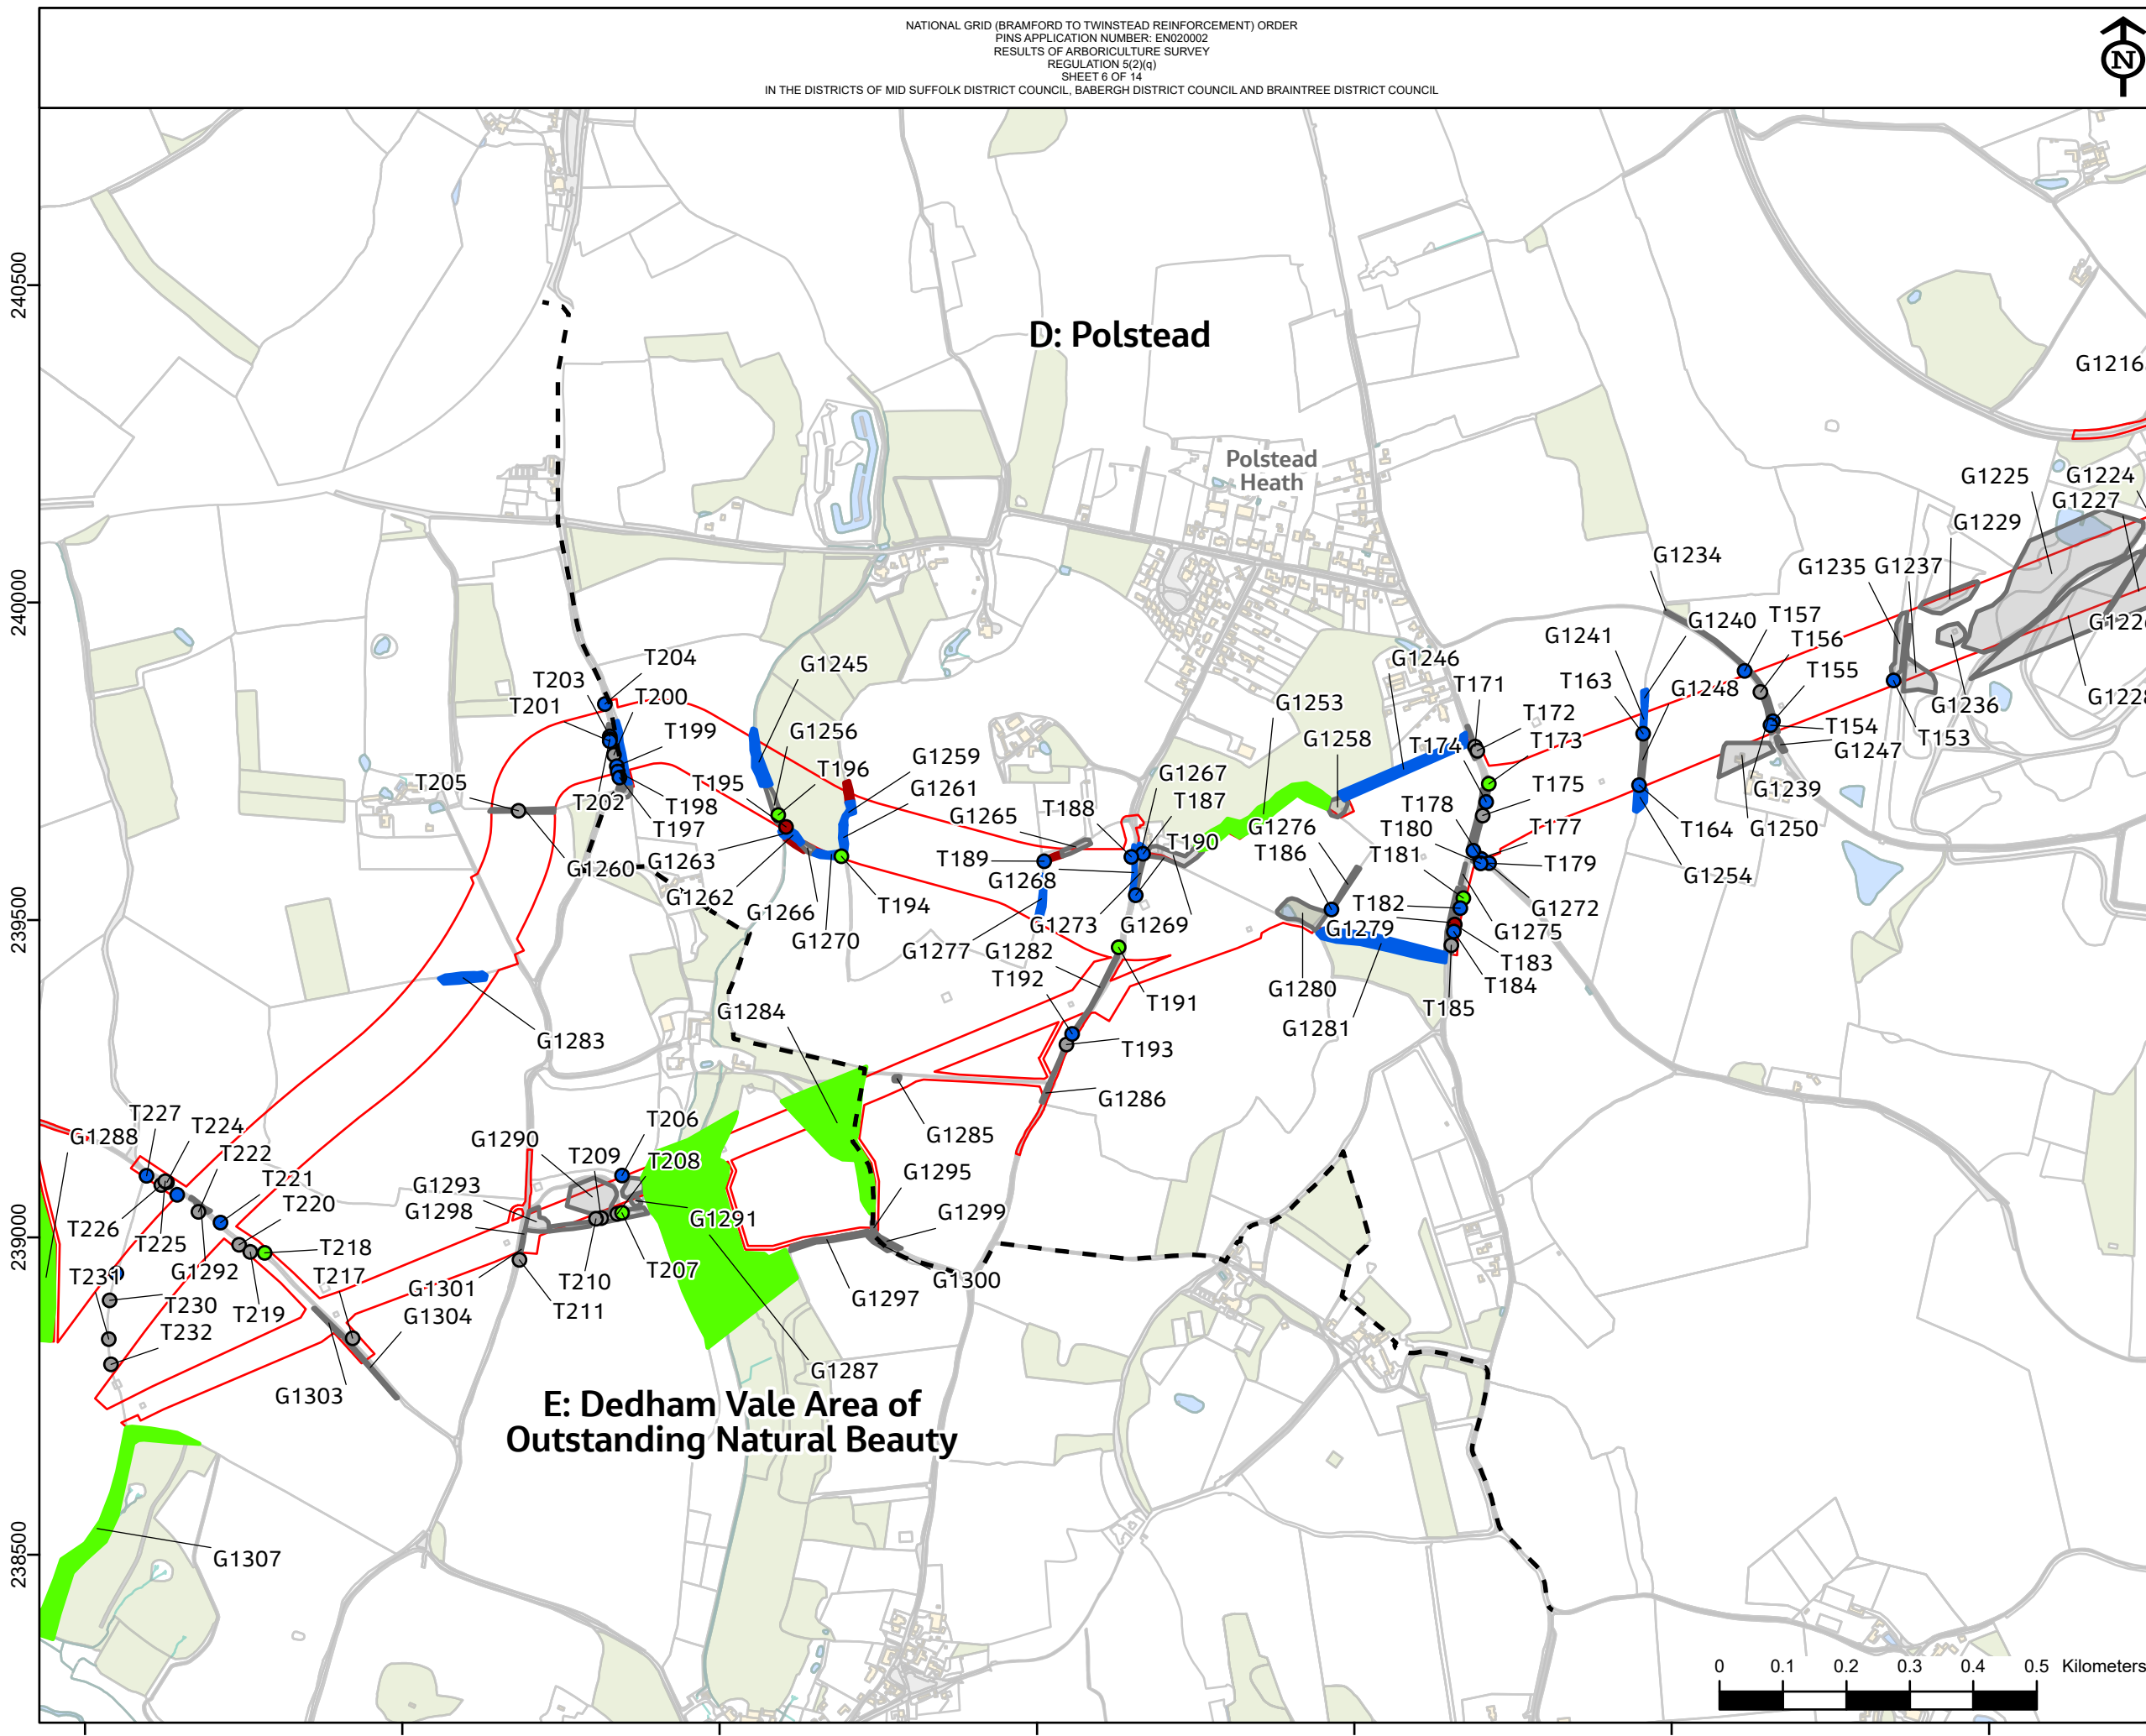 NATIONAL GRID (BRAMFORD TO TWINSTEAD REINFORCEMENT) ORDER
PINS APPLICATION NUMBER: EN020002
RESULTS OF ARBORICULTURE SURVEY
REGULATION 5(2)(q)
SHEET 6 OF 14
IN THE DISTRICTS OF MID SUFFOLK DISTRICT COUNCIL, BABERGH DISTRICT COUNCIL AND BRAINTREE DISTRICT COUNCIL
N
240500
D: Polstead
G1216
Polstead
Heath
G1225
G1224
G1227
G1229
240000
G1234
G1235
G1237
G1240
T157
G1241
T156
G1226
T204
G1245
G1246
T155
T203
T200
T171
T163
G1248
G1228
T201
G1253
G1236
T199
G1256
T172
T154
T153
G1258
T174
T173
G1247
G1259
T205
T195
T196
G1267
T175
G1239
G1261
T187
T202
T198
G1265
T188
T178
T197
G1276
T180
T177
T164
G1250
T190
G1260
G1263
T189
T186
T181
T179
G1268
G1254
G1262
T194
T182
G1272
239500
G1266
G1273
G1269
G1279
G1275
G1270
G1277
G1282
T183
T192
G1280
T184
T191
T185
G1284
G1281
G1283
T193
G1286
T227
T224
T206
G1288
G1290
G1285
T222
T209
T208
G1295
T221
G1293
T220
G1298
G1299
T226
G1291
239000
T225
T218
T231
G1292
T217
T210
T207
G1300
G1301
T230
T219
T211
G1297
G1304
T232
G1287
G1303
E: Dedham Vale Area of
Outstanding Natural Beauty
G1307
238500
0 0.1 0.2 0.3 0.4 0.5 Kilometers